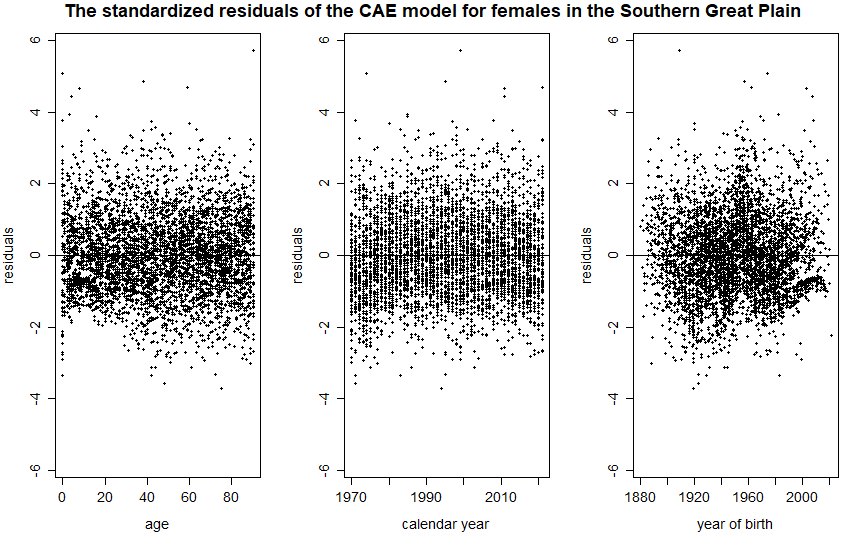 The standardized residuals of the CAE model for females in the Southern Great Plain
residuals
6
4
2
0
-2
-4
-6
0 20 40 60 80
age
residuals
6
4
2
0
-2
-4
-6
1970 1990 2010
calendar year
residuals
6
4
2
0
-2
-4
-6
1880 1920 1960 2000
year of birth